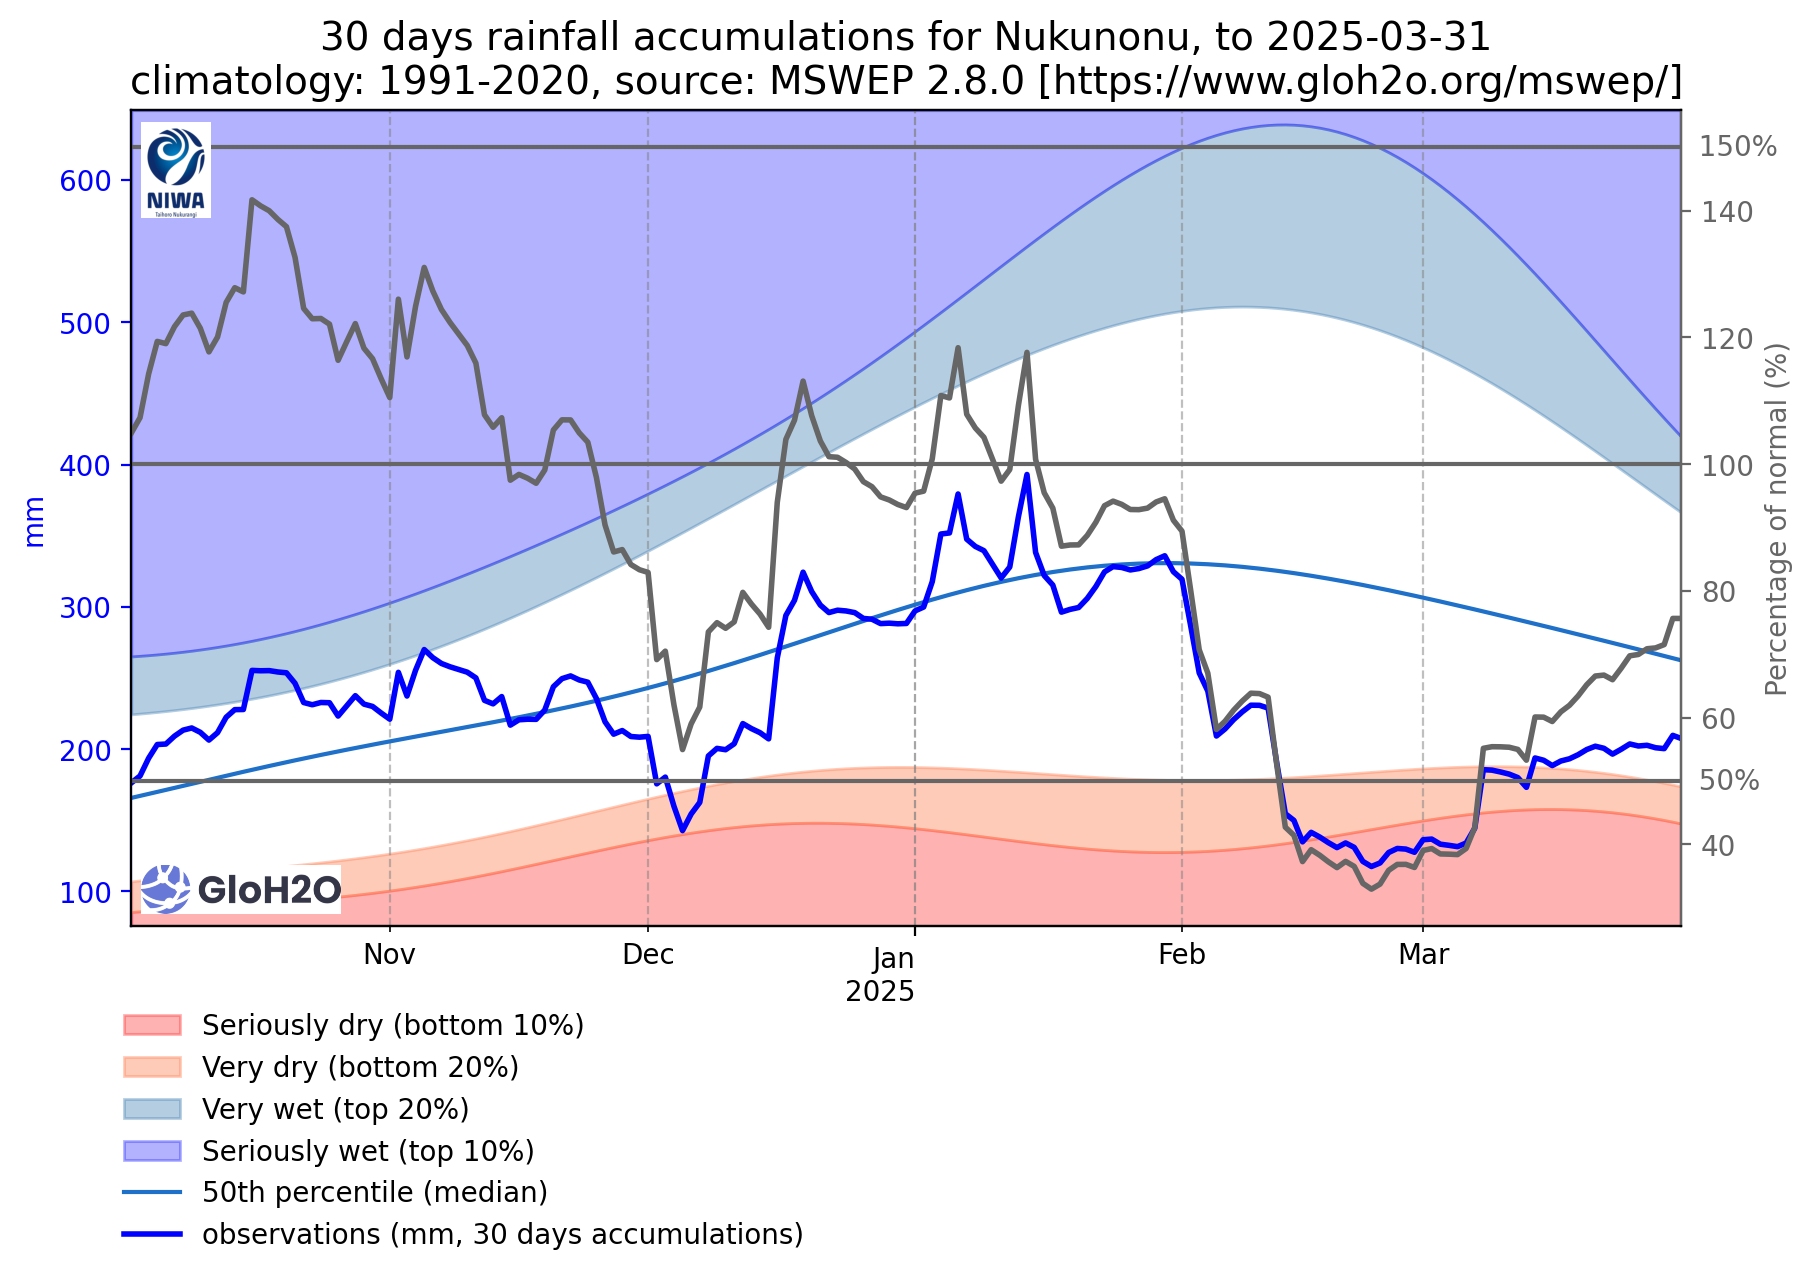 30 days rainfall accumulations for Nukunonu, to 2025-03-31
climatology: 1991-2020, source: MSWEP 2.8.0 [https://www.gloh2o.org/mswep/]
NIWA
Taihoro Nukurangi
600
500
400
300
200
100
mm
150%
140
120
100
80
60
50%
40
Percentage of normal (%)
GloH2O
Nov
Dec
Jan
2025
Feb
Mar
Seriously dry (bottom 10%)
Very dry (bottom 20%)
Very wet (top 20%)
Seriously wet (top 10%)
50th percentile (median)
observations (mm, 30 days accumulations)